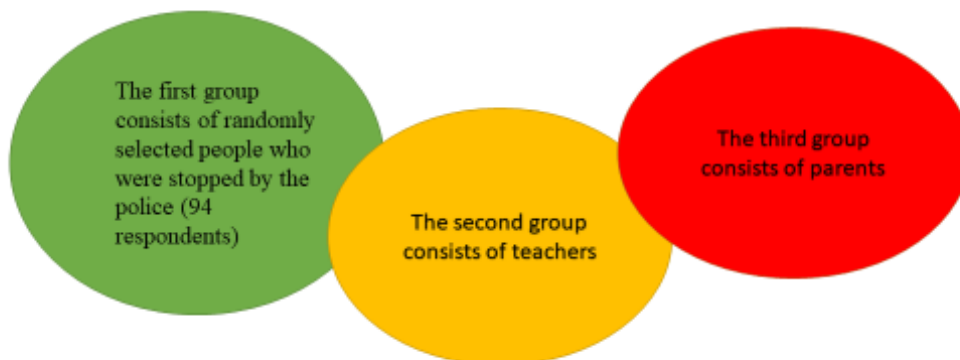 The first group
consists of randomly
selected people who
were stopped by the
police (94
respondents)
The second group
consists of teachers
The third group
consists of parents